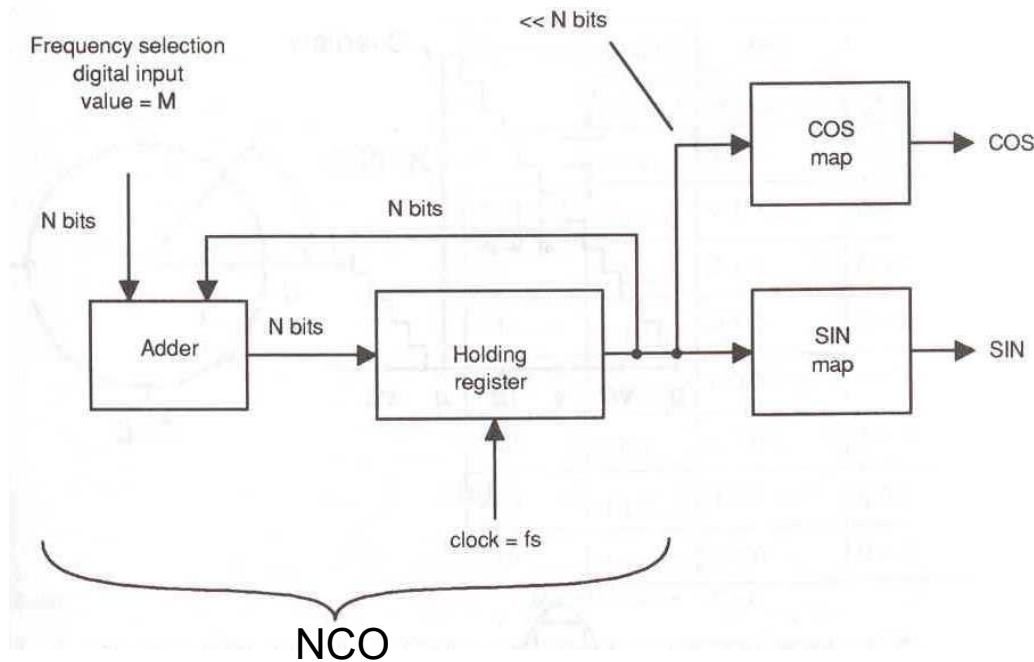 << N bits
Frequency selection
digital input
value = M
COS
map
COS
N bits
N bits
Adder
N bits
Holding
register
SIN
map
SIN
clock = fs
NCO